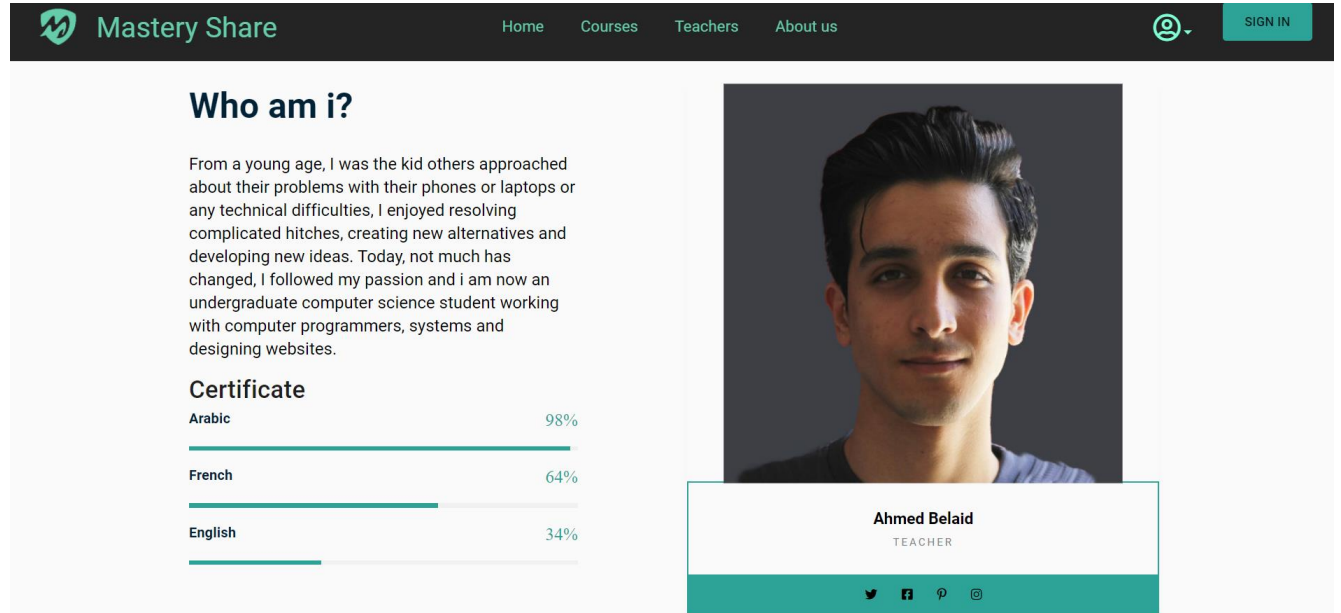 Mastery Share
Home Courses Teachers About us
SIGN IN
Who am i?
From a young age, I was the kid others approached
about their problems with their phones or laptops or
any technical difficulties, I enjoyed resolving
complicated hitches, creating new alternatives and
developing new ideas. Today, not much has
changed, I followed my passion and i am now an
undergraduate computer science student working
with computer programmers, systems and
designing websites.
Certificate
Arabic 98%
French 64%
English 34%
Ahmed Belaid
TEACHER